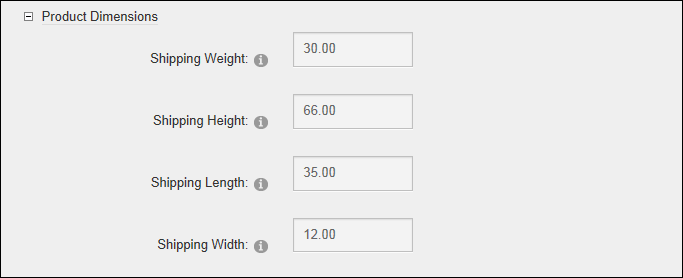 Product Dimensions
Shipping Weight: 30.00
Shipping Height: 66.00
Shipping Length: 35.00
Shipping Width: 12.00